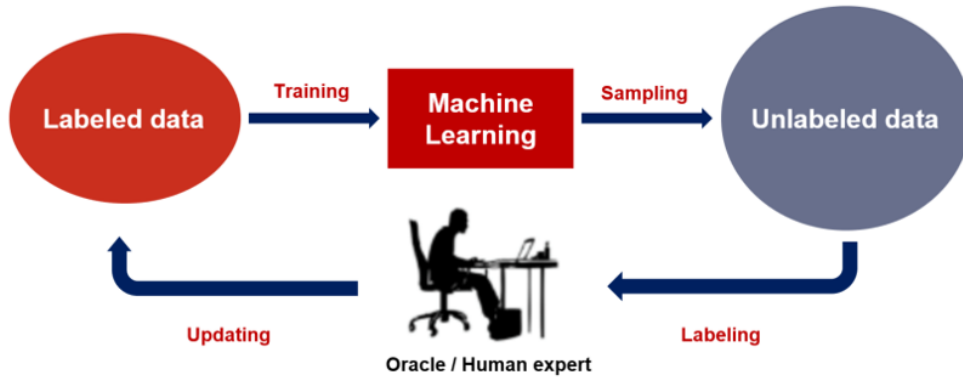 Training
Sampling
Labeled data
Machine
Learning
Unlabeled data
Updating
Labeling
Oracle / Human expert